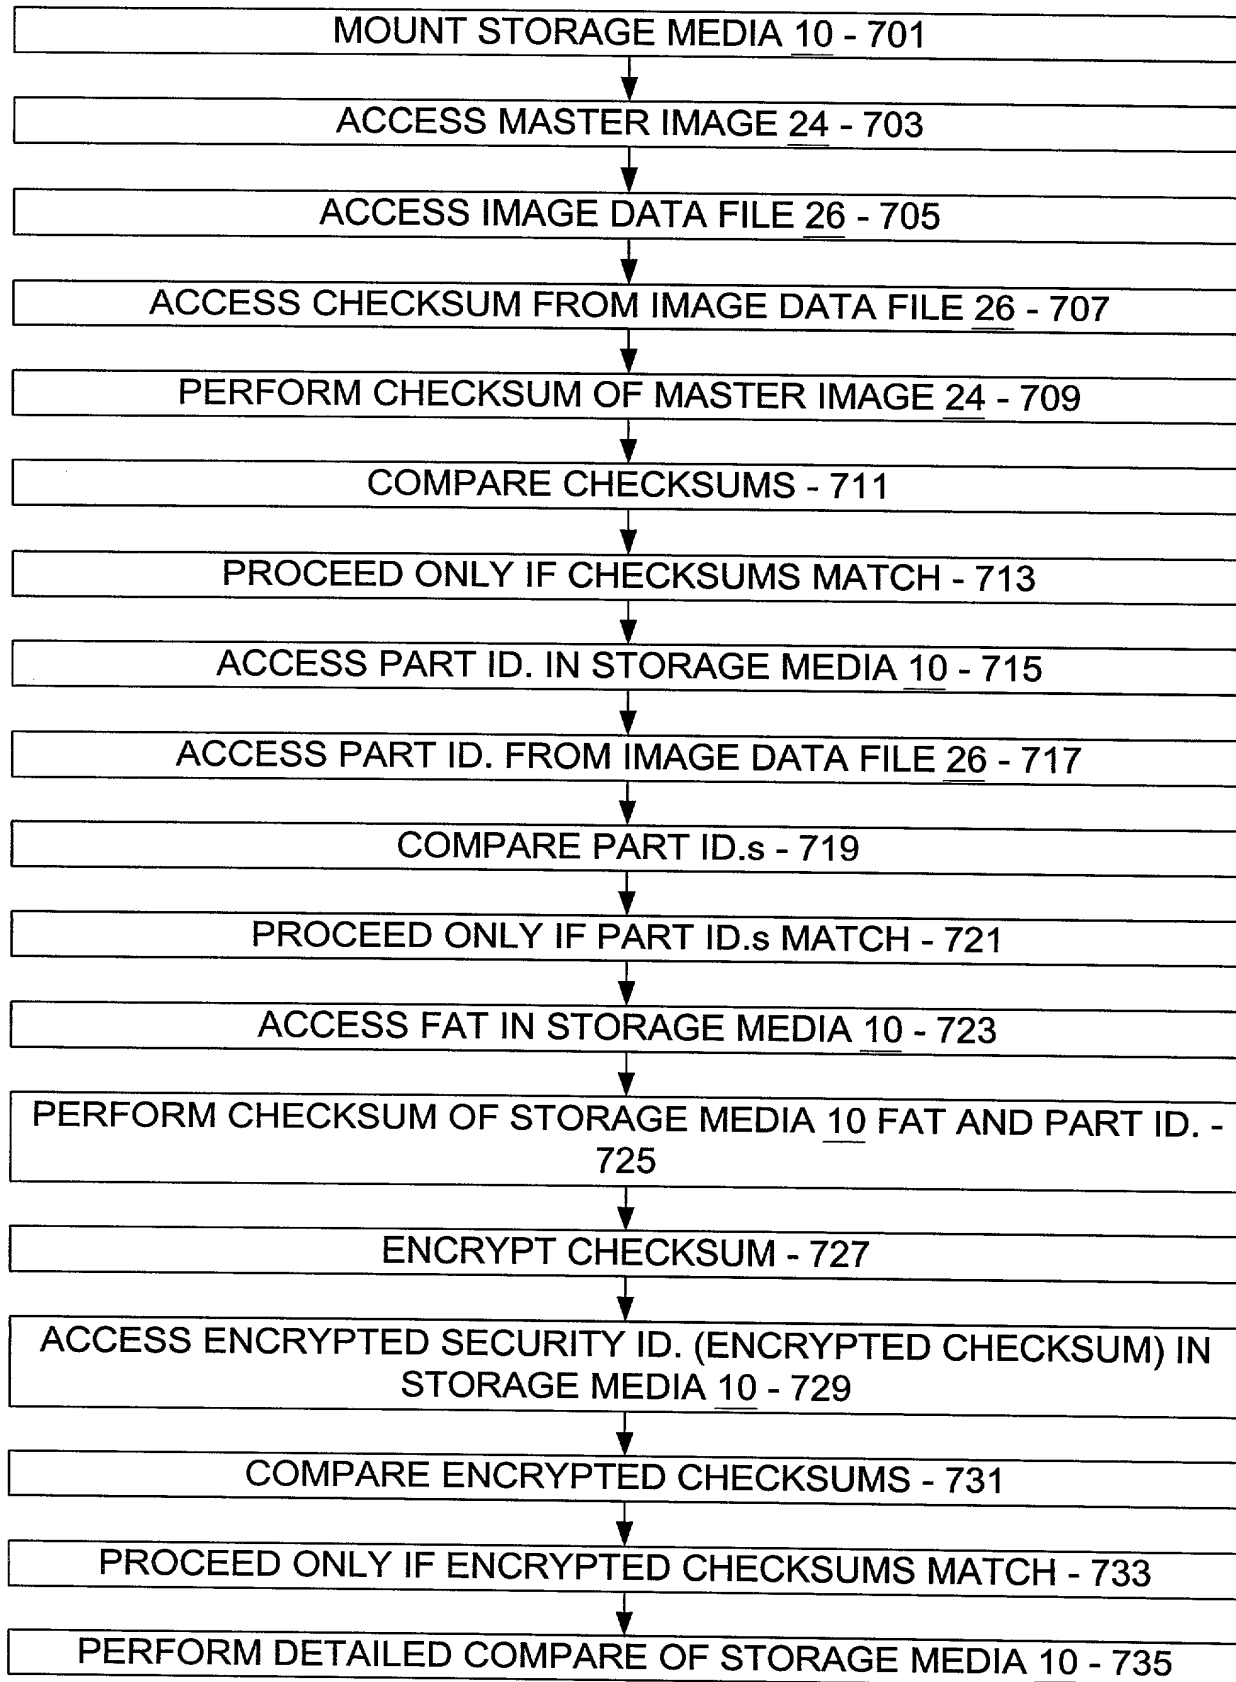 MOUNT STORAGE MEDIA 10 - 701
ACCESS MASTER IMAGE 24 - 703
ACCESS IMAGE DATA FILE 26 - 705
ACCESS CHECKSUM FROM IMAGE DATA FILE 26 - 707
PERFORM CHECKSUM OF MASTER IMAGE 24 - 709
COMPARE CHECKSUMS - 711
PROCEED ONLY IF CHECKSUMS MATCH - 713
ACCESS PART ID. IN STORAGE MEDIA 10 - 715
ACCESS PART ID. FROM IMAGE DATA FILE 26 - 717
COMPARE PART ID.s - 719
PROCEED ONLY IF PART ID.s MATCH - 721
ACCESS FAT IN STORAGE MEDIA 10 - 723
PERFORM CHECKSUM OF STORAGE MEDIA 10 FAT AND PART ID. -
725
ENCRYPT CHECKSUM - 727
ACCESS ENCRYPTED SECURITY ID. (ENCRYPTED CHECKSUM) IN
STORAGE MEDIA 10 - 729
COMPARE ENCRYPTED CHECKSUMS - 731
PROCEED ONLY IF ENCRYPTED CHECKSUMS MATCH - 733
PERFORM DETAILED COMPARE OF STORAGE MEDIA 10 - 735